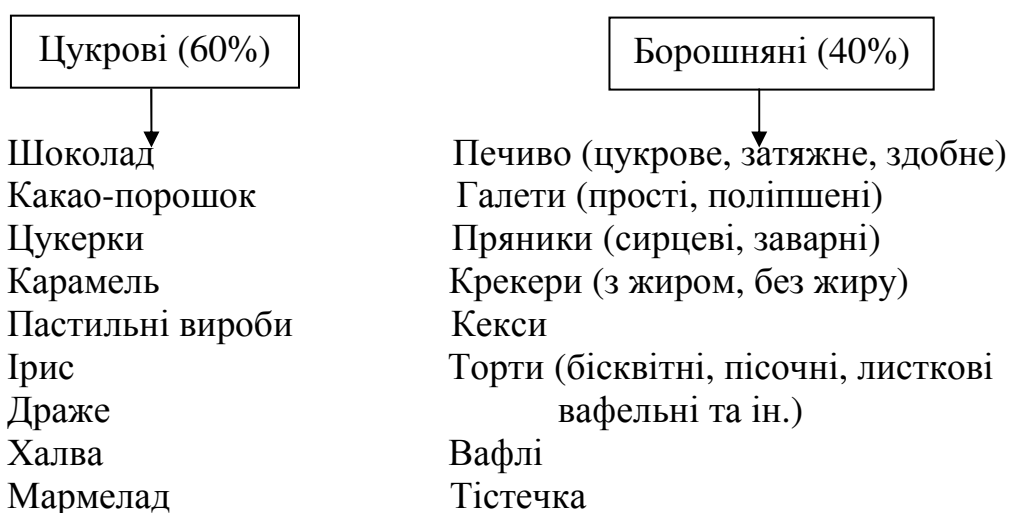 Цукрові (60%)
Борошняні (40%)
Шоколад
Какао-порошок
Цукерки
Карамель
Пастильні вироби
Ірис
Драже
Халва
Мармелад
Печиво (цукрове, затяжне, здобне)
Галети (прості, поліпшені)
Пряники (сирцеві, заварні)
Крекери (з жиром, без жиру)
Кекси
Торти (бісквітні, пісочні, листкові
вафельні та ін.)
Вафлі
Тістечка